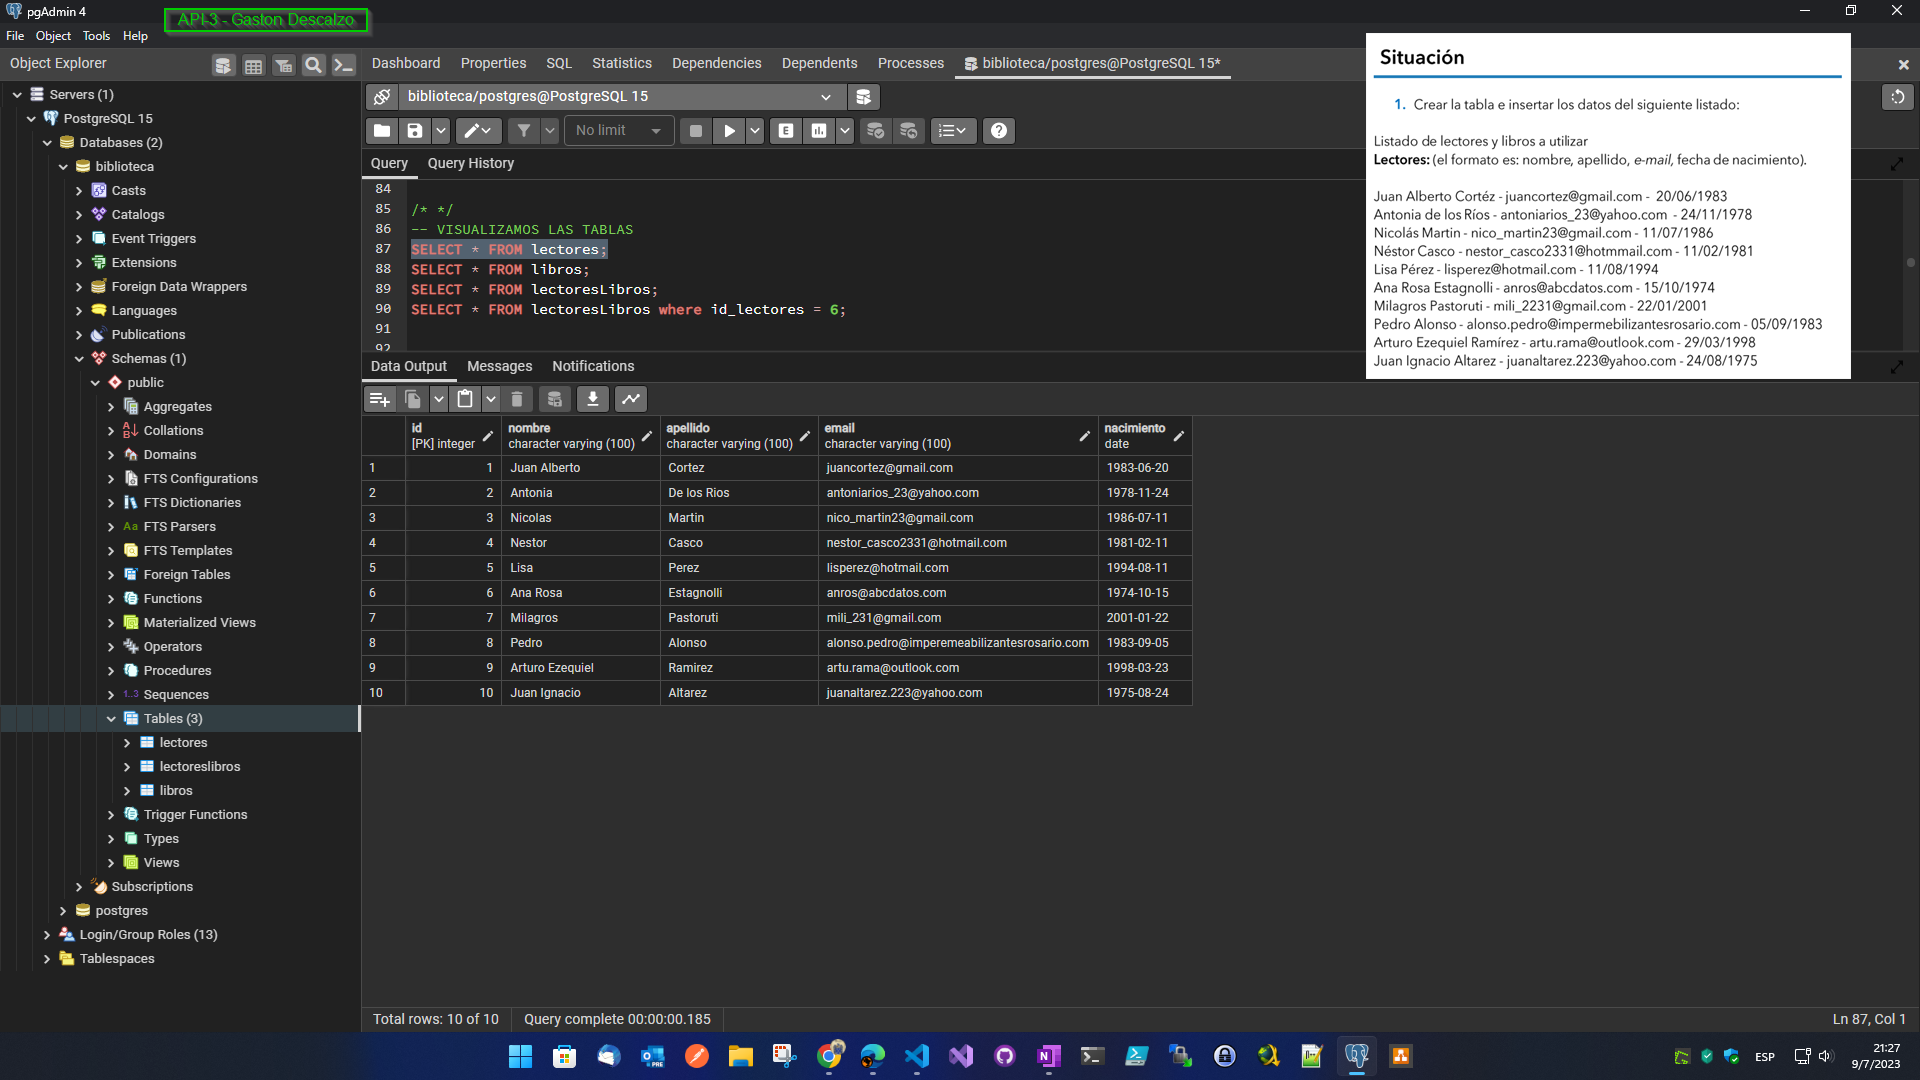 pgAdmin 4
API-3 - Gaston Descalzo
File Object Tools Help
Object Explorer
Servers (1)
PostgreSQL 15
Databases (2)
biblioteca
Casts
Catalogs
Event Triggers
Extensions
Foreign Data Wrappers
Languages
Publications
Schemas (1)
public
Aggregates
Collations
Domains
FTS Configurations
FTS Dictionaries
Aa FTS Parsers
FTS Templates
Foreign Tables
Functions
Materialized Views
Operators
Procedures
1..3 Sequences
Tables (3)
lectores
lectoreslibros
libros
Trigger Functions
Types
Views
Subscriptions
postgres
Login/Group Roles (13)
Tablespaces
Dashboard Properties SQL Statistics Dependencies Dependents Processes biblioteca/postgres@PostgreSQL 15*
biblioteca/postgres@PostgreSQL 15
No limit E
Query Query History
84
85 /* */
86 -- VISUALIZAMOS LAS TABLAS
87 SELECT * FROM lectores;
88 SELECT * FROM libros;
89 SELECT * FROM lectoresLibros;
90 SELECT * FROM lectoresLibros where id_lectores = 6;
91
92
Situación
1. Crear la tabla e insertar los datos del siguiente listado:
Listado de lectores y libros a utilizar
Lectores: (el formato es: nombre, apellido, e-mail, fecha de nacimiento).
Juan Alberto Cortéz - juancortez@gmail.com - 20/06/1983
Antonia de los Ríos - antoniarios_23@yahoo.com - 24/11/1978
Nicolás Martin - nico_martin23@gmail.com - 11/07/1986
Néstor Casco - nestor_casco2331@hotmmail.com - 11/02/1981
Lisa Pérez - lisperez@hotmail.com - 11/08/1994
Ana Rosa Estagnolli - anros@abcdatos.com - 15/10/1974
Milagros Pastoruti - mili_2231@gmail.com - 22/01/2001
Pedro Alonso - alonso.pedro@impermebilizantesrosario.com - 05/09/1983
Arturo Ezequiel Ramírez - artu.rama@outlook.com - 29/03/1998
Juan Ignacio Altarez - juanaltarez.223@yahoo.com - 24/08/1975
Data Output Messages Notifications
id nombre apellido email nacimiento
[PK] integer character varying (100) character varying (100) character varying (100) date
1 1 Juan Alberto Cortez juancortez@gmail.com 1983-06-20
2 2 Antonia De los Rios antoniarios_23@yahoo.com 1978-11-24
3 3 Nicolas Martin nico_martin23@gmail.com 1986-07-11
4 4 Nestor Casco nestor_casco2331@hotmail.com 1981-02-11
5 5 Lisa Perez lisperez@hotmail.com 1994-08-11
6 6 Ana Rosa Estagnolli anros@abcdatos.com 1974-10-15
7 7 Milagros Pastoruti mili_231@gmail.com 2001-01-22
8 8 Pedro Alonso alonso.pedro@imperemeabilizantesrosario.com 1983-09-05
9 9 Arturo Ezequiel Ramirez artu.rama@outlook.com 1998-03-23
10 10 Juan Ignacio Altarez juanaltarez.223@yahoo.com 1975-08-24
Total rows: 10 of 10 Query complete 00:00:00.185 Ln 87, Col 1
ESP
21:27
9/7/2023